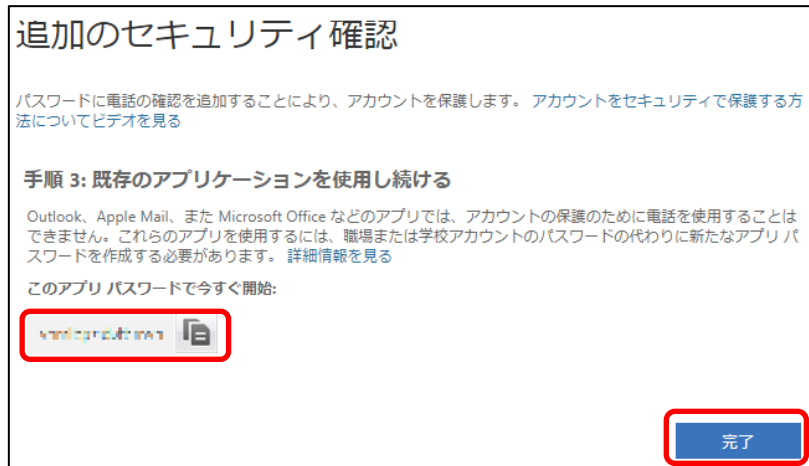 追加のセキュリティ確認
パスワードに電話の確認を追加することにより、アカウントを保護します。 アカウントをセキュリティで保護する方
法についてビデオを見る
手順 3: 既存のアプリケーションを使用し続ける
Outlook、Apple Mail、また Microsoft Office などのアプリでは、アカウントの保護のために電話を使用することは
できません。これらのアプリを使用するには、職場または学校アカウントのパスワードの代わりに新たなアプリ パ
スワードを作成する必要があります。 詳細情報を見る
このアプリ パスワードで今すぐ開始:
完了